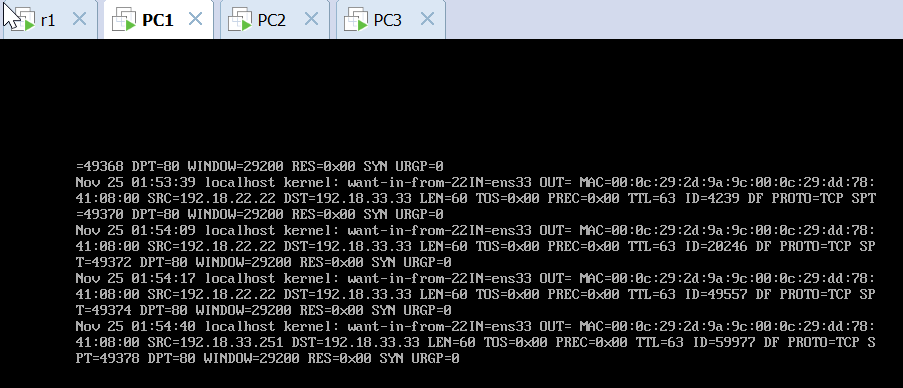 r1 PC1 PC2 PC3
=49368 DPT=80 WINDOW=29200 RES=0x00 SYN URGP=0
Nov 25 01:53:39 localhost kernel: want-in-from-22IN=ens33 OUT= MAC=00:0c:29:2d:9a:9c:00:0c:29:dd:78:
41:08:00 SRC=192.18.22.22 DST=192.18.33.33 LEN=60 TOS=0x00 PREC=0x00 TTL=63 ID=4239 DF PROTO=TCP SPT
=49370 DPT=80 WINDOW=29200 RES=0x00 SYN URGP=0
Nov 25 01:54:09 localhost kernel: want-in-from-22IN=ens33 OUT= MAC=00:0c:29:2d:9a:9c:00:0c:29:dd:78:
41:08:00 SRC=192.18.22.22 DST=192.18.33.33 LEN=60 TOS=0x00 PREC=0x00 TTL=63 ID=20246 DF PROTO=TCP SP
T=49372 DPT=80 WINDOW=29200 RES=0x00 SYN URGP=0
Nov 25 01:54:17 localhost kernel: want-in-from-22IN=ens33 OUT= MAC=00:0c:29:2d:9a:9c:00:0c:29:dd:78:
41:08:00 SRC=192.18.22.22 DST=192.18.33.33 LEN=60 TOS=0x00 PREC=0x00 TTL=63 ID=49557 DF PROTO=TCP SP
T=49374 DPT=80 WINDOW=29200 RES=0x00 SYN URGP=0
Nov 25 01:54:40 localhost kernel: want-in-from-22IN=ens33 OUT= MAC=00:0c:29:2d:9a:9c:00:0c:29:dd:78:
41:08:00 SRC=192.18.33.251 DST=192.18.33.33 LEN=60 TOS=0x00 PREC=0x00 TTL=63 ID=59977 DF PROTO=TCP S
PT=49378 DPT=80 WINDOW=29200 RES=0x00 SYN URGP=0